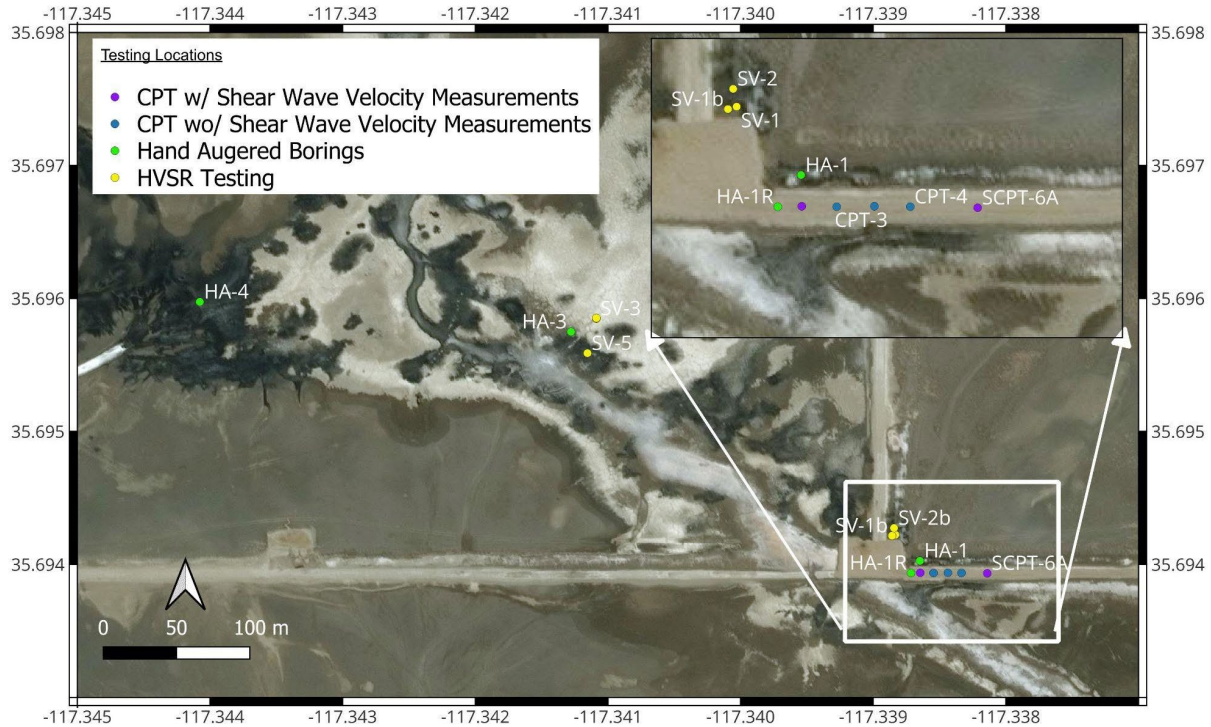 -117.345 -117.344 -117.343 -117.342 -117.341 -117.340 -117.339 -117.338
35.698 35.698
Testing Locations
CPT w/ Shear Wave Velocity Measurements
CPT wo/ Shear Wave Velocity Measurements
Hand Augered Borings
HVSR Testing
SV-2
SV-1b
SV-1
HA-1
HA-1R CPT-4 SCPT-6A
CPT-3
35.697 35.697
35.696 35.696
HA-4
SV-3
HA-3
SV-5
35.695 35.695
SV-2b
SV-1b
HA-1
HA-1R SCPT-6A
35.694 35.694
0 50 100 m
-117.345 -117.344 -117.343 -117.342 -117.341 -117.340 -117.339 -117.338